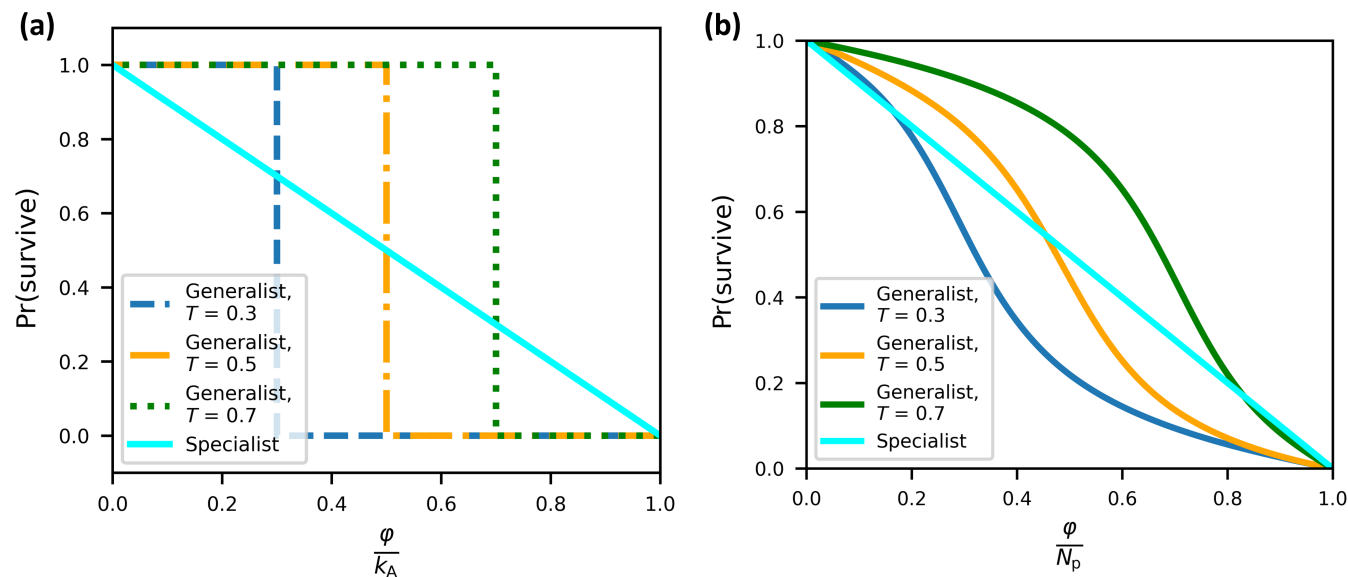 (a)
Pr(survive)
1.0
0.8
0.6
0.4
0.2
0.0
Generalist,
T = 0.3
Generalist,
T = 0.5
Generalist,
T = 0.7
Specialist
0.0 0.2 0.4 0.6 0.8 1.0
φ
k_A
(b)
Pr(survive)
1.0
0.8
0.6
0.4
0.2
0.0
Generalist,
T = 0.3
Generalist,
T = 0.5
Generalist,
T = 0.7
Specialist
0.0 0.2 0.4 0.6 0.8 1.0
φ
N_p